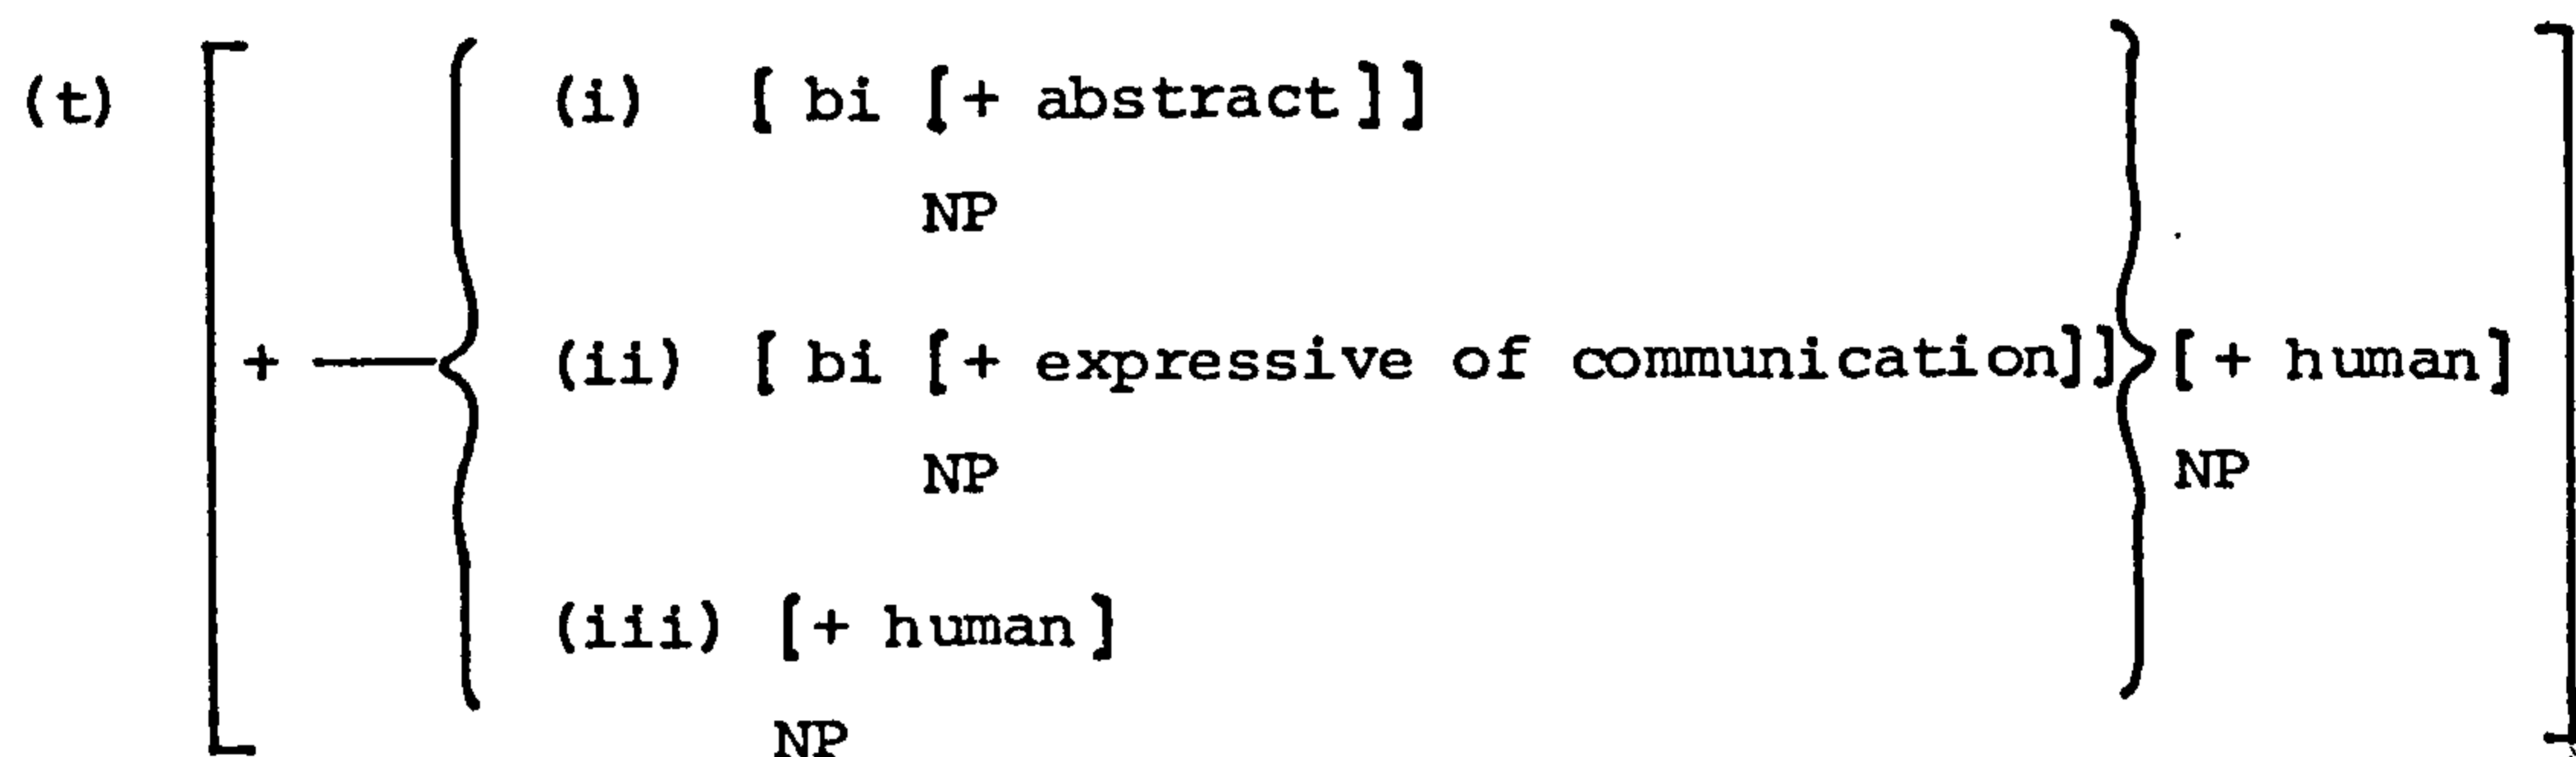 (t) (i) [ bi [+ abstract]]
NP
+ — (ii) [ bi [+ expressive of communication]] [+ human]
NP NP
(iii) [+ human]
NP